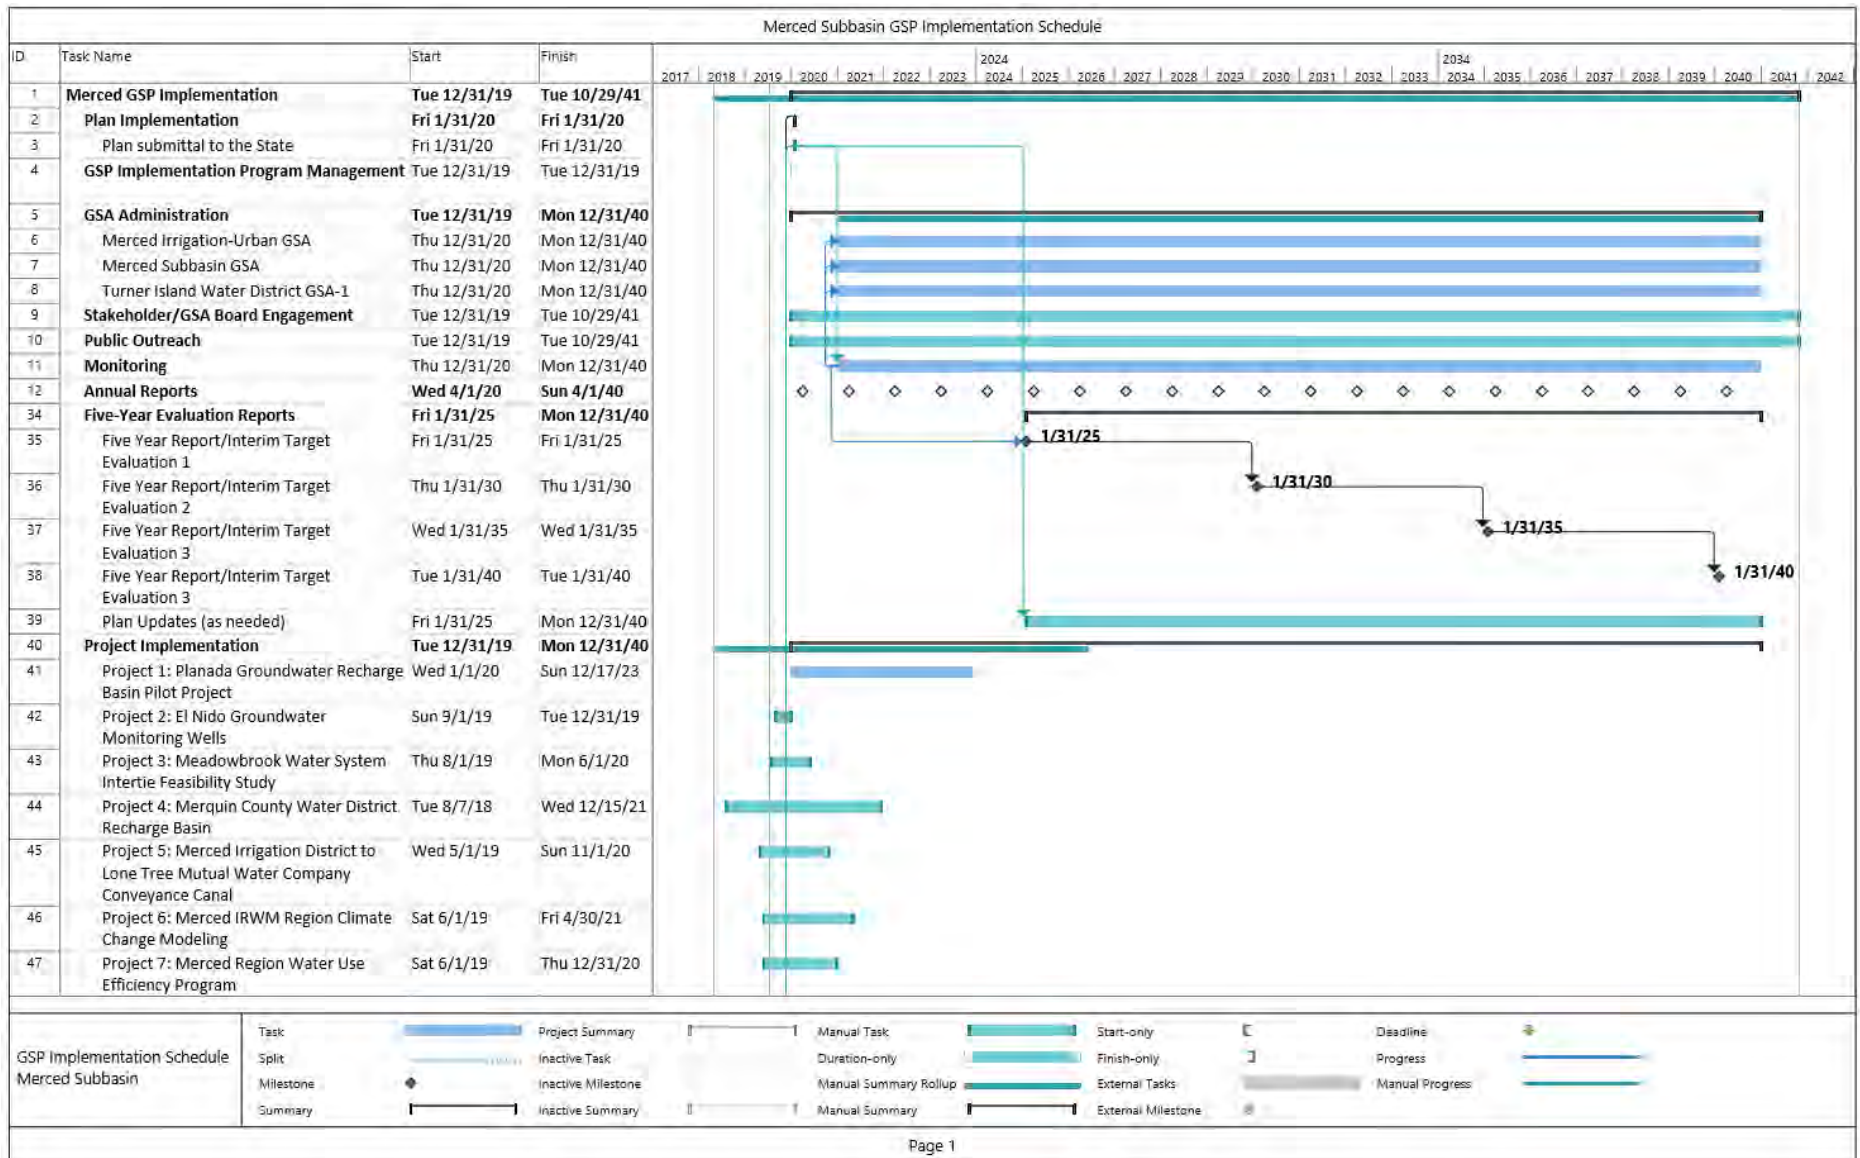 Merced Subbasin GSP Implementation Schedule
ID Task Name Start Finish 2024 2034
2017 2018 2019 2020 2021 2022 2023 2024 2025 2026 2027 2028 2029 2030 2031 2032 2033 2034 2035 2036 2037 2038 2039 2040 2041 2042
1 Merced GSP Implementation Tue 12/31/19 Tue 10/29/41
2 Plan Implementation Fri 1/31/20 Fri 1/31/20
3 Plan submittal to the State Fri 1/31/20 Fri 1/31/20
4 GSP Implementation Program Management Tue 12/31/19 Tue 12/31/19
5 GSA Administration Tue 12/31/19 Mon 12/31/40
6 Merced Irrigation-Urban GSA Thu 12/31/20 Mon 12/31/40
7 Merced Subbasin GSA Thu 12/31/20 Mon 12/31/40
8 Turner Island Water District GSA-1 Thu 12/31/20 Mon 12/31/40
9 Stakeholder/GSA Board Engagement Tue 12/31/19 Tue 10/29/41
10 Public Outreach Tue 12/31/19 Tue 10/29/41
11 Monitoring Thu 12/31/20 Mon 12/31/40
12 Annual Reports Wed 4/1/20 Sun 4/1/40
34 Five-Year Evaluation Reports Fri 1/31/25 Mon 12/31/40
35 Five Year Report/Interim Target Fri 1/31/25 Fri 1/31/25 1/31/25
Evaluation 1
36 Five Year Report/Interim Target Thu 1/31/30 Thu 1/31/30 1/31/30
Evaluation 2
37 Five Year Report/Interim Target Wed 1/31/35 Wed 1/31/35 1/31/35
Evaluation 3
38 Five Year Report/Interim Target Tue 1/31/40 Tue 1/31/40 1/31/40
Evaluation 3
39 Plan Updates (as needed) Fri 1/31/25 Mon 12/31/40
40 Project Implementation Tue 12/31/19 Mon 12/31/40
41 Project 1: Planada Groundwater Recharge Wed 1/1/20 Sun 12/17/23
Basin Pilot Project
42 Project 2: El Nido Groundwater Sun 9/1/19 Tue 12/31/19
Monitoring Wells
43 Project 3: Meadowbrook Water System Thu 8/1/19 Mon 6/1/20
Intertie Feasibility Study
44 Project 4: Merquin County Water District Tue 8/7/18 Wed 12/15/21
Recharge Basin
45 Project 5: Merced Irrigation District to Wed 5/1/19 Sun 11/1/20
Lone Tree Mutual Water Company
Conveyance Canal
46 Project 6: Merced IRWM Region Climate Sat 6/1/19 Fri 4/30/21
Change Modeling
47 Project 7: Merced Region Water Use Sat 6/1/19 Thu 12/31/20
Efficiency Program
GSP Implementation Schedule
Merced Subbasin
Task Project Summary Manual Task Start-only Deadline
Split Inactive Task Duration-only Finish-only Progress
Milestone Inactive Milestone Manual Summary Rollup External Tasks Manual Progress
Summary Inactive Summary Manual Summary External Milestone
Page 1